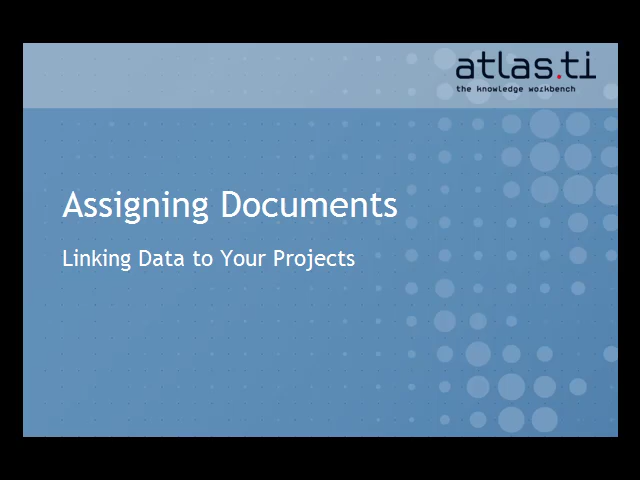 atlas.ti
the knowledge workbench
Assigning Documents
Linking Data to Your Projects